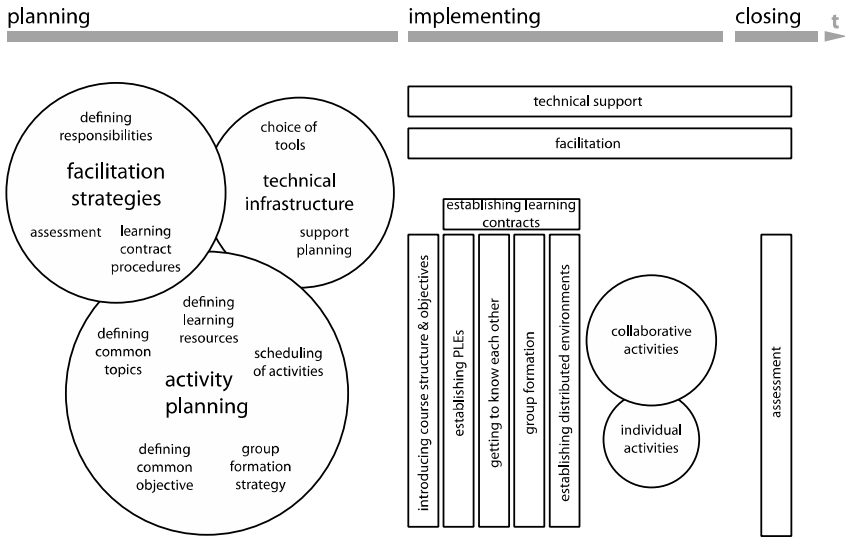 planning
implementing
closing
t
defining
responsibilities
facilitation
strategies
assessment
learning
contract
procedures
choice of
tools
technical
infrastructure
support
planning
defining
learning
resources
defining
common
topics
scheduling
of activities
activity
planning
defining
common
objective
group
formation
strategy
technical support
facilitation
establishing learning
contracts
introducing course structure & objectives
establishing PLEs
getting to know each other
group formation
establishing distributed environments
collaborative
activities
individual
activities
assessment